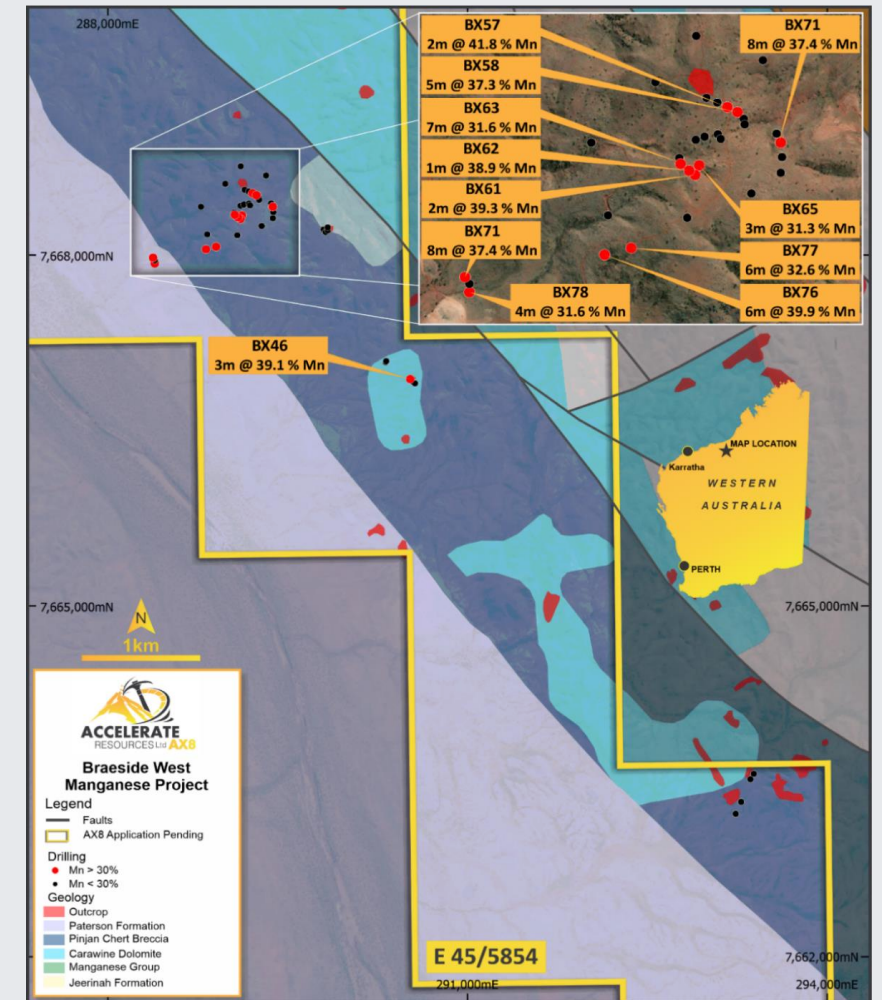 288,000mE
BX57
2m @ 41.8 % Mn
BX58
5m @ 37.3 % Mn
BX63
7m @ 31.6 % Mn
BX62
1m @ 38.9 % Mn
BX61
2m @ 39.3 % Mn
BX71
8m @ 37.4 % Mn
BX71
8m @ 37.4 % Mn
BX65
3m @ 31.3 % Mn
BX77
6m @ 32.6 % Mn
BX76
6m @ 39.9 % Mn
BX78
4m @ 31.6 % Mn
7,668,000mN
BX46
3m @ 39.1 % Mn
MAP LOCATION
Karratha
WESTERN
AUSTRALIA
PERTH
7,665,000mN
7,665,000mN
N
1km
ACCELERATE
RESOURCES Ltd AX8
Braeside West
Manganese Project
Legend
Faults
AX8 Application Pending
Drilling
Mn > 30%
Mn < 30%
Geology
Outcrop
Paterson Formation
Pinjan Chert Breccia
Carawine Dolomite
Manganese Group
Jeerinah Formation
E 45/5854
7,662,000mN
291,000mE
294,000mE